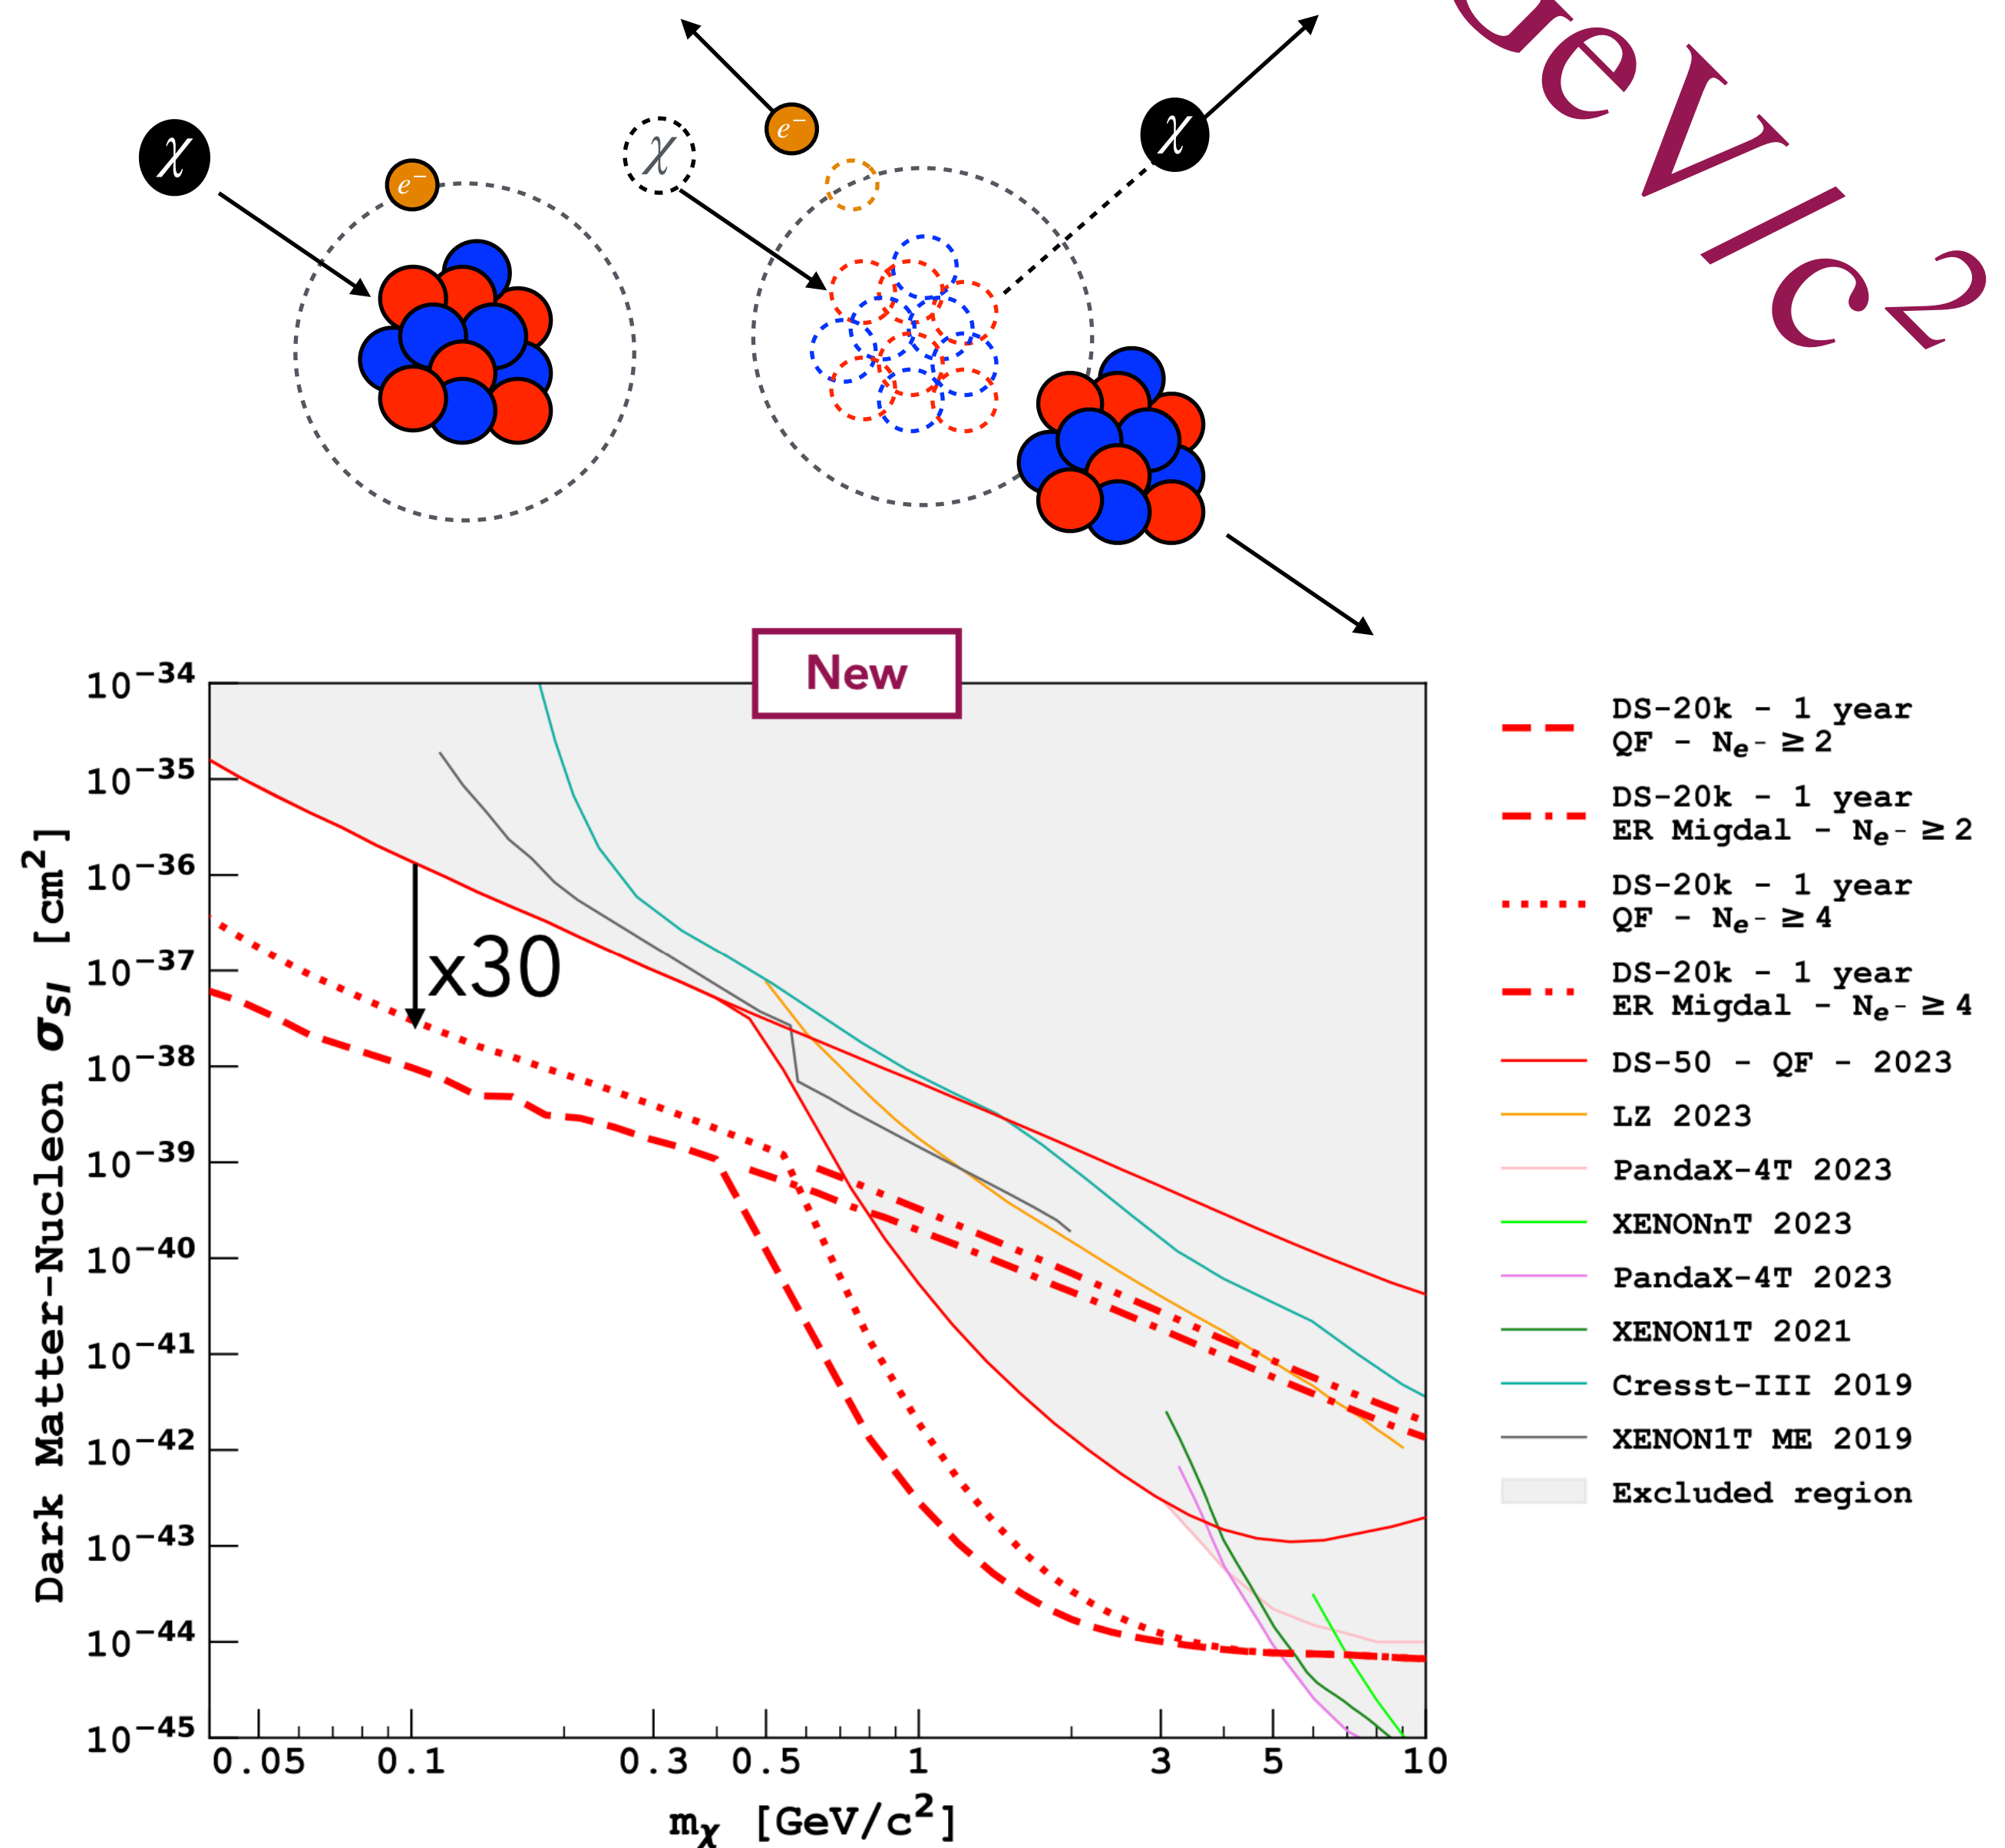 GeV/c²
χ
e⁻
χ
e⁻
χ
New
10⁻³⁴
10⁻³⁵
10⁻³⁶
10⁻³⁷
10⁻³⁸
10⁻³⁹
10⁻⁴⁰
10⁻⁴¹
10⁻⁴²
10⁻⁴³
10⁻⁴⁴
10⁻⁴⁵
Dark Matter-Nucleon σ_SI [cm²]
x30
0.05 0.1 0.3 0.5 1 3 5 10
m_χ [GeV/c²]
DS-20k - 1 year
QF - N_e⁻ ≥ 2
DS-20k - 1 year
ER Migdal - N_e⁻ ≥ 2
DS-20k - 1 year
QF - N_e⁻ ≥ 4
DS-20k - 1 year
ER Migdal - N_e⁻ ≥ 4
DS-50 - QF - 2023
LZ 2023
PandaX-4T 2023
XENONnT 2023
PandaX-4T 2023
XENON1T 2021
Cresst-III 2019
XENON1T ME 2019
Excluded region